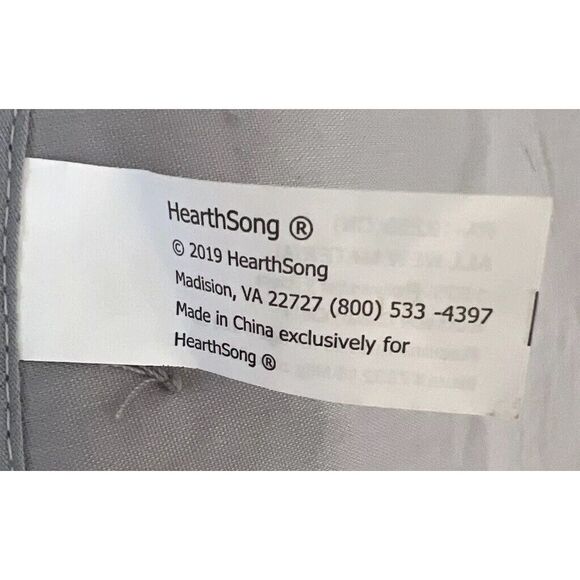 HearthSong ®
© 2019 HearthSong
Madision, VA 22727 (800) 533 -4397
Made in China exclusively for
HearthSong ®